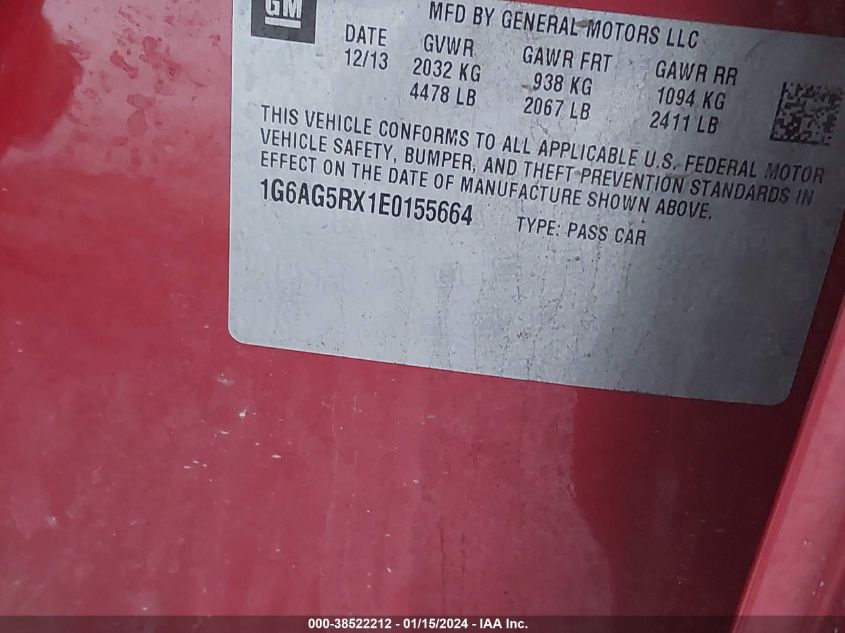 GM
MFD BY GENERAL MOTORS LLC
DATE GVWR GAWR FRT GAWR RR
12/13 2032 KG 938 KG 1094 KG
4478 LB 2067 LB 2411 LB
THIS VEHICLE CONFORMS TO ALL APPLICABLE U.S. FEDERAL MOTOR
VEHICLE SAFETY, BUMPER, AND THEFT PREVENTION STANDARDS IN
EFFECT ON THE DATE OF MANUFACTURE SHOWN ABOVE.
1G6AG5RX1E0155664 TYPE: PASS CAR
000-38522212 - 01/15/2024 - IAA Inc.